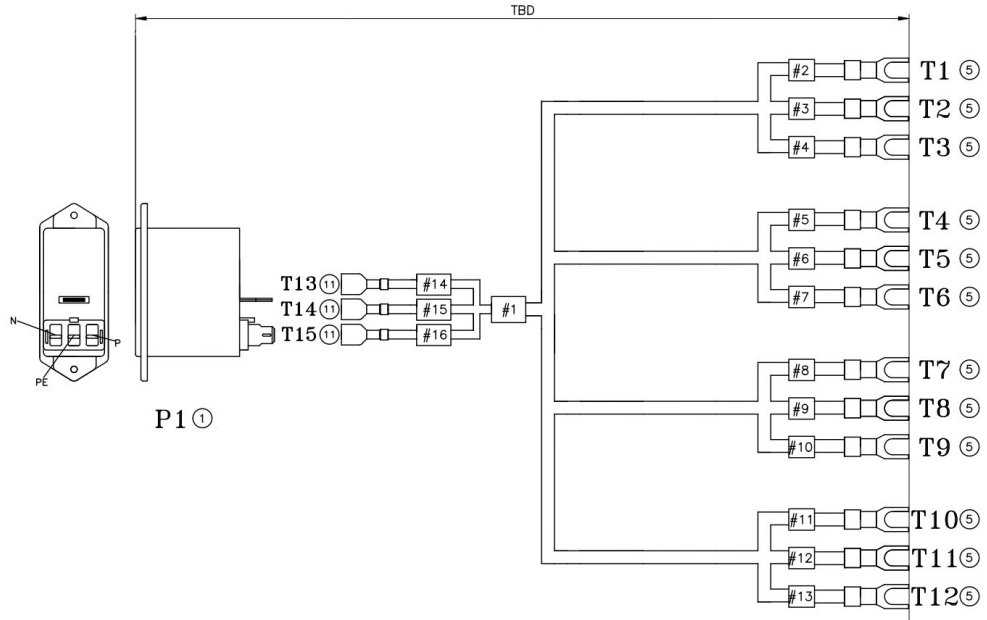 TBD
#2 T1 5
#3 T2 5
#4 T3 5
#5 T4 5
#6 T5 5
#7 T6 5
T13 11 #14
T14 11 #15 #1
T15 11 #16
N
P
PE
P1 1
#8 T7 5
#9 T8 5
#10 T9 5
#11 T10 5
#12 T11 5
#13 T12 5